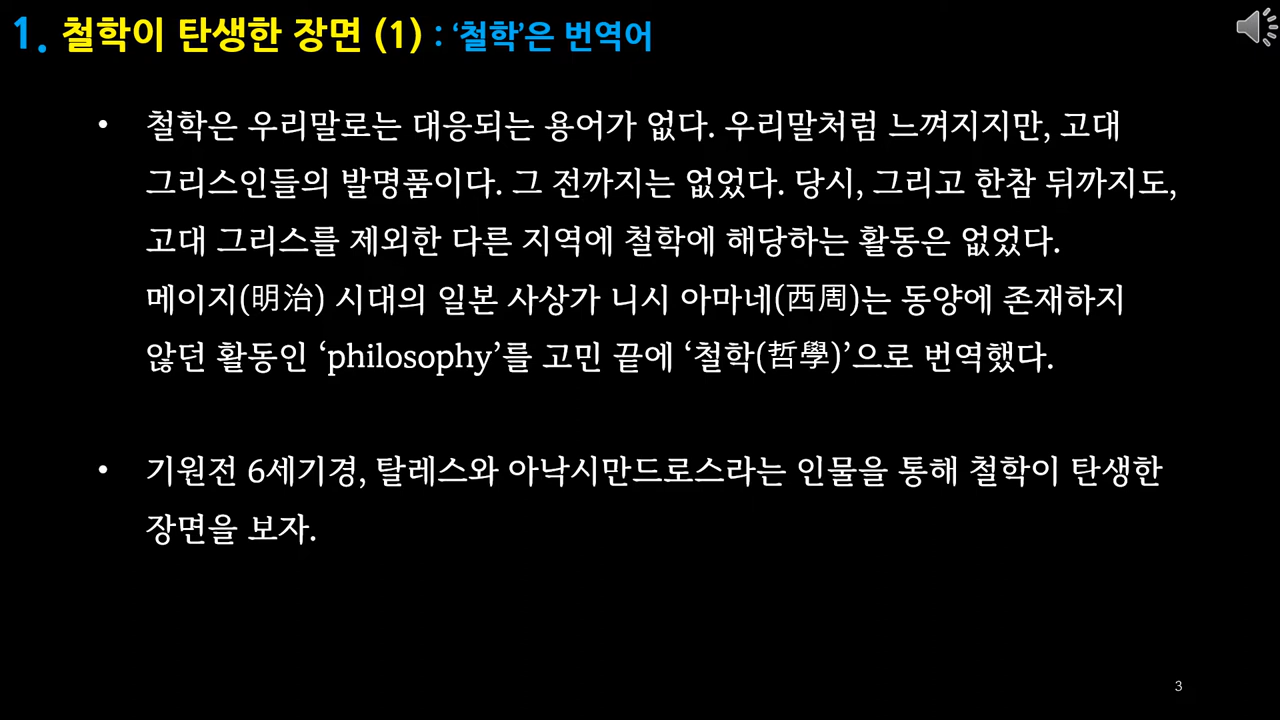 1. 철학이 탄생한 장면 (1) : ‘철학’은 번역어
• 철학은 우리말로는 대응되는 용어가 없다. 우리말처럼 느껴지지만, 고대
그리스인들의 발명품이다. 그 전까지는 없었다. 당시, 그리고 한참 뒤까지도,
고대 그리스를 제외한 다른 지역에 철학에 해당하는 활동은 없었다.
메이지(明治) 시대의 일본 사상가 니시 아마네(西周)는 동양에 존재하지
않던 활동인 ‘philosophy’를 고민 끝에 ‘철학(哲學)’으로 번역했다.
• 기원전 6세기경, 탈레스와 아낙시만드로스라는 인물을 통해 철학이 탄생한
장면을 보자.
3